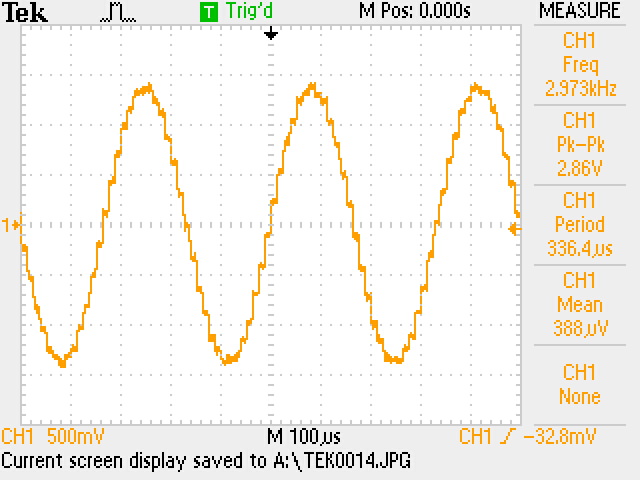 Tek T Trig'd M Pos: 0.000s MEASURE
CH1
Freq
2.973kHz
CH1
Pk-Pk
2.86V
CH1
Period
336.4µs
CH1
Mean
388µV
CH1
None
1
CH1 500mV M 100µs CH1 -32.8mV
Current screen display saved to A:\TEK0014.JPG